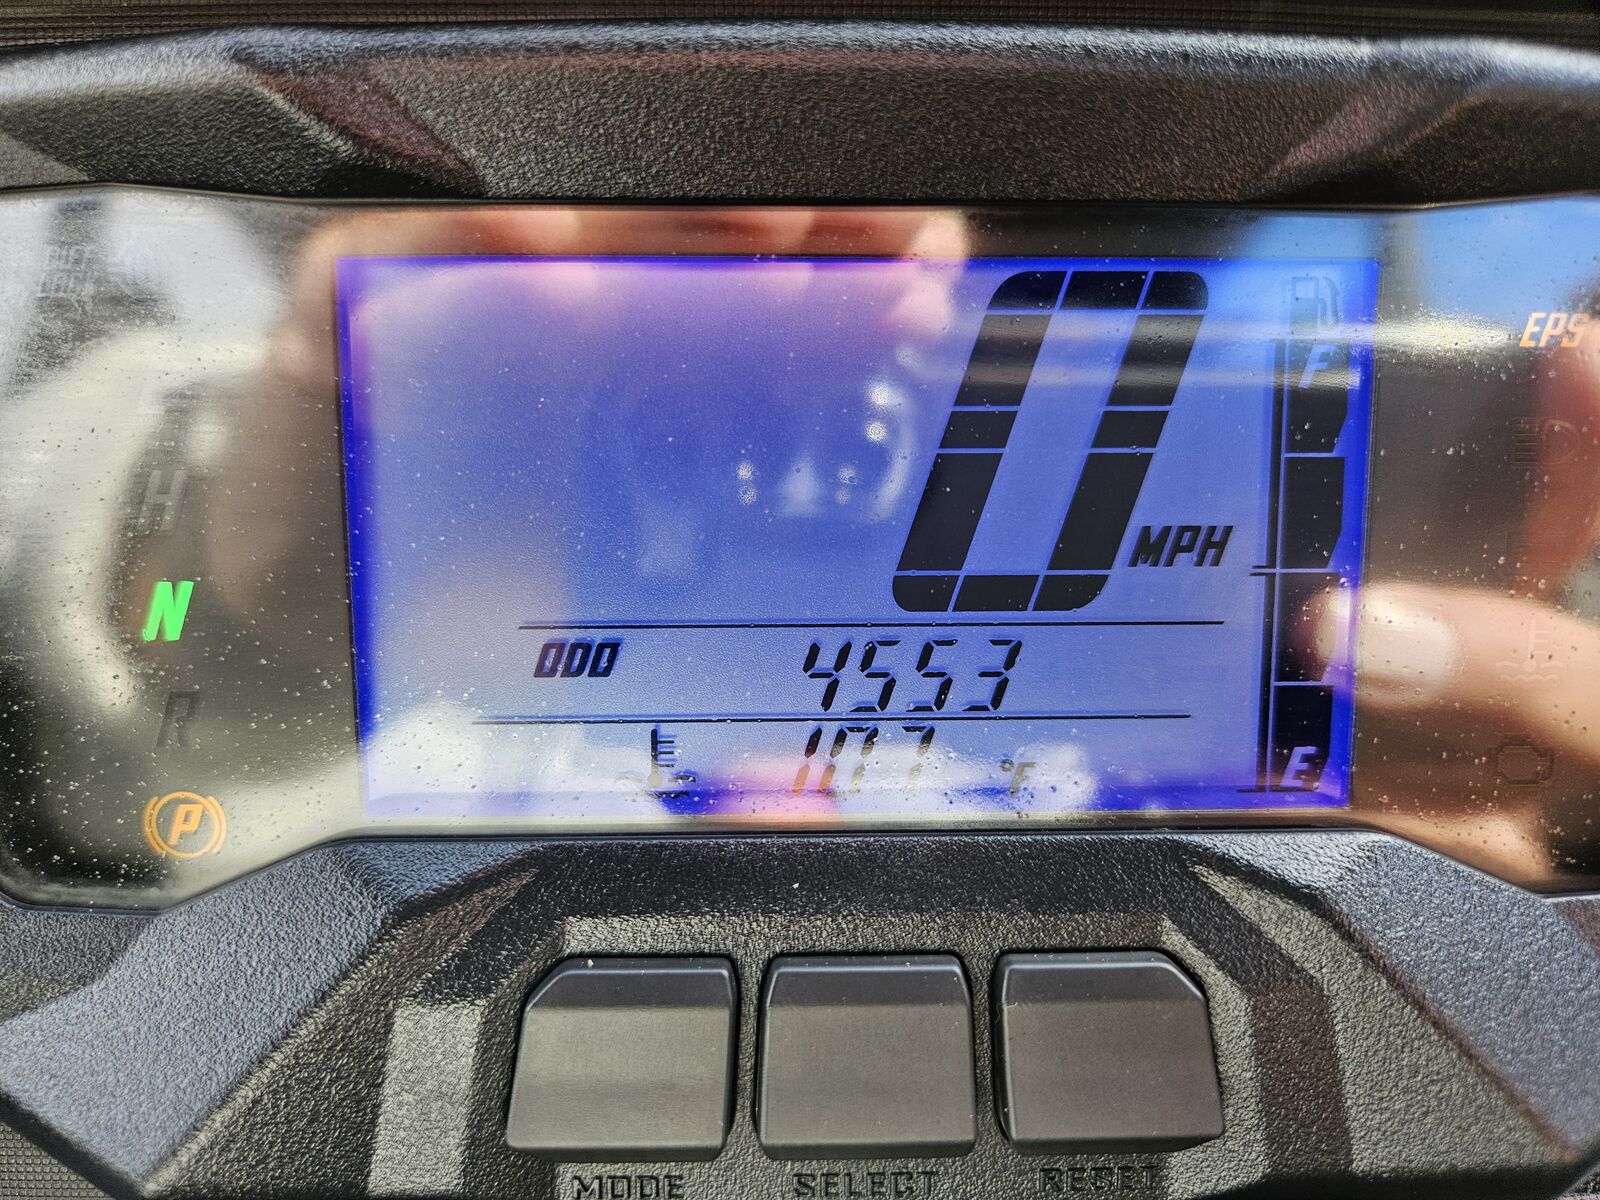 0 MPH
F
EPS
H
N
ODO 4553
R
107 °F
E
P
MODE SELECT RESET